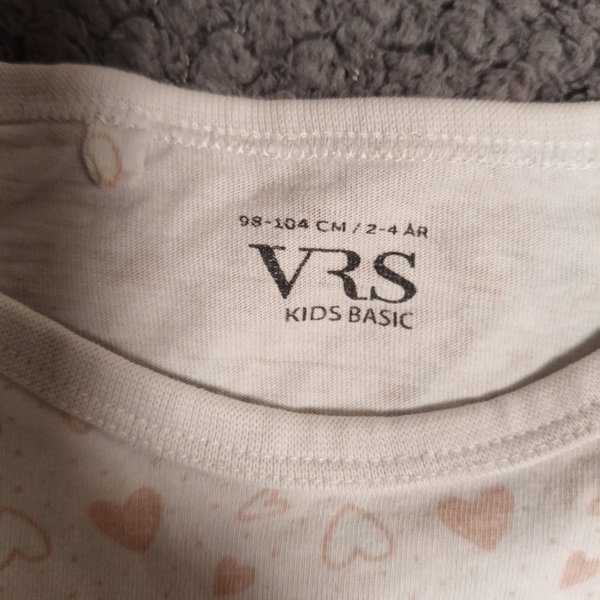 98-104 CM / 2-4 ÅR
VRS
KIDS BASIC